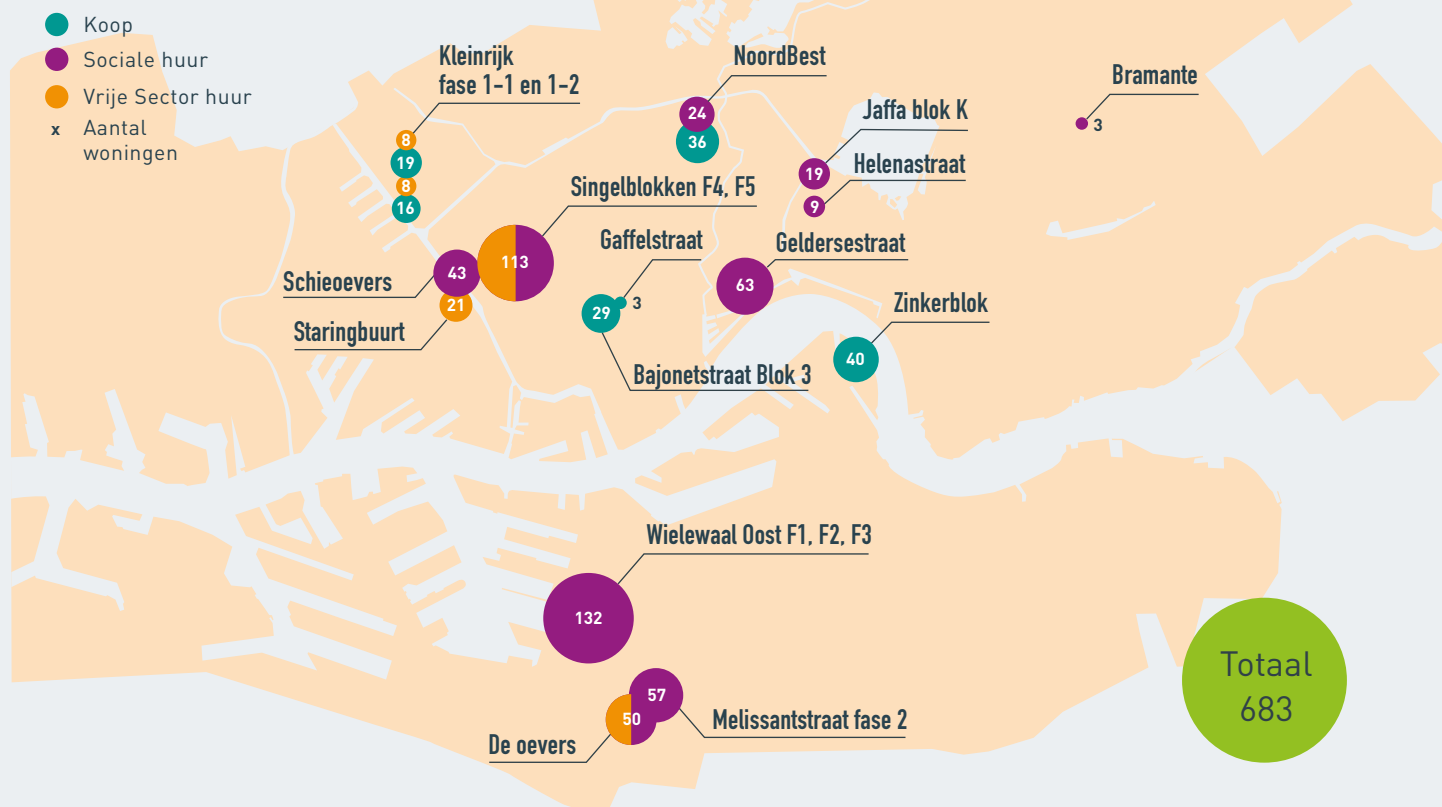 Koop
Sociale huur
Vrije Sector huur
x Aantal
woningen
Kleinrijk
fase 1-1 en 1-2
8
19
8
16
NoordBest
24
36
Bramante
3
Jaffa blok K
19
Helenastraat
9
Singelblokken F4, F5
113
Gaffelstraat
3
Geldersestraat
63
Schieoevers
43
Staringbuurt
21
29
Bajonetstraat Blok 3
Zinkerblok
40
Wielewaal Oost F1, F2, F3
132
57
Melissantstraat fase 2
50
De oevers
Totaal
683